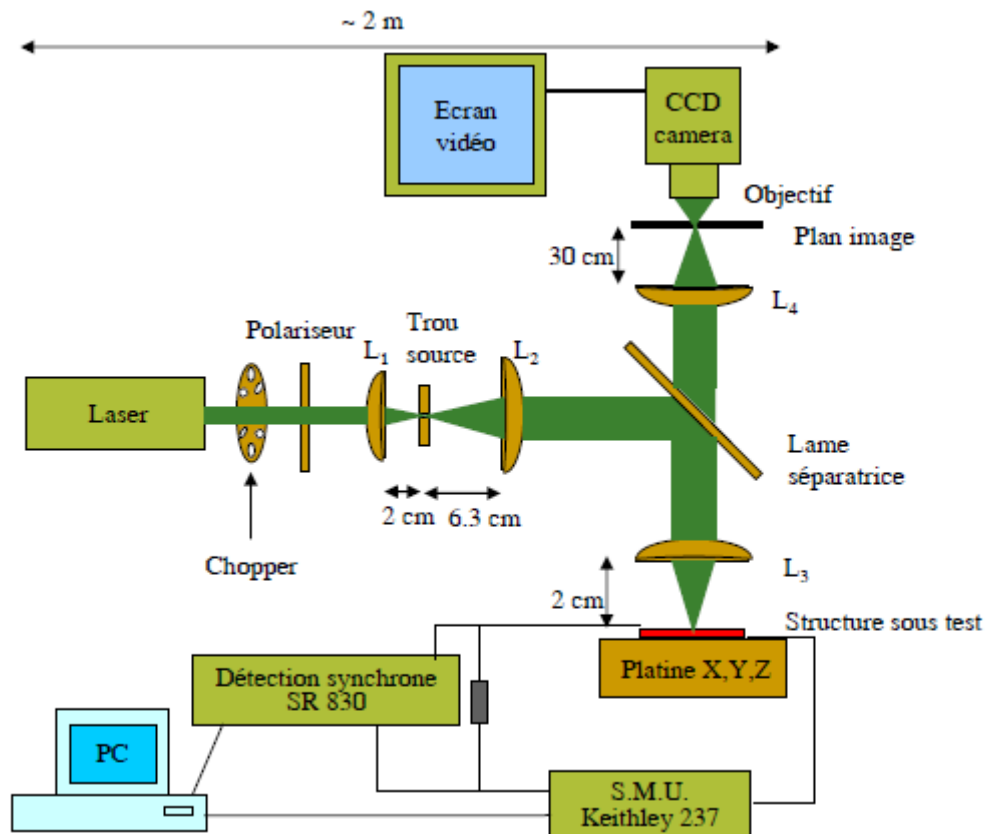 ~ 2 m
Ecran
vidéo
CCD
camera
Objectif
Plan image
30 cm
L4
Polariseur
Trou
source
L1
L2
Laser
Lame
séparatrice
2 cm
6.3 cm
Chopper
L3
2 cm
Structure sous test
Platine X,Y,Z
Détection synchrone
SR 830
PC
S.M.U.
Keithley 237